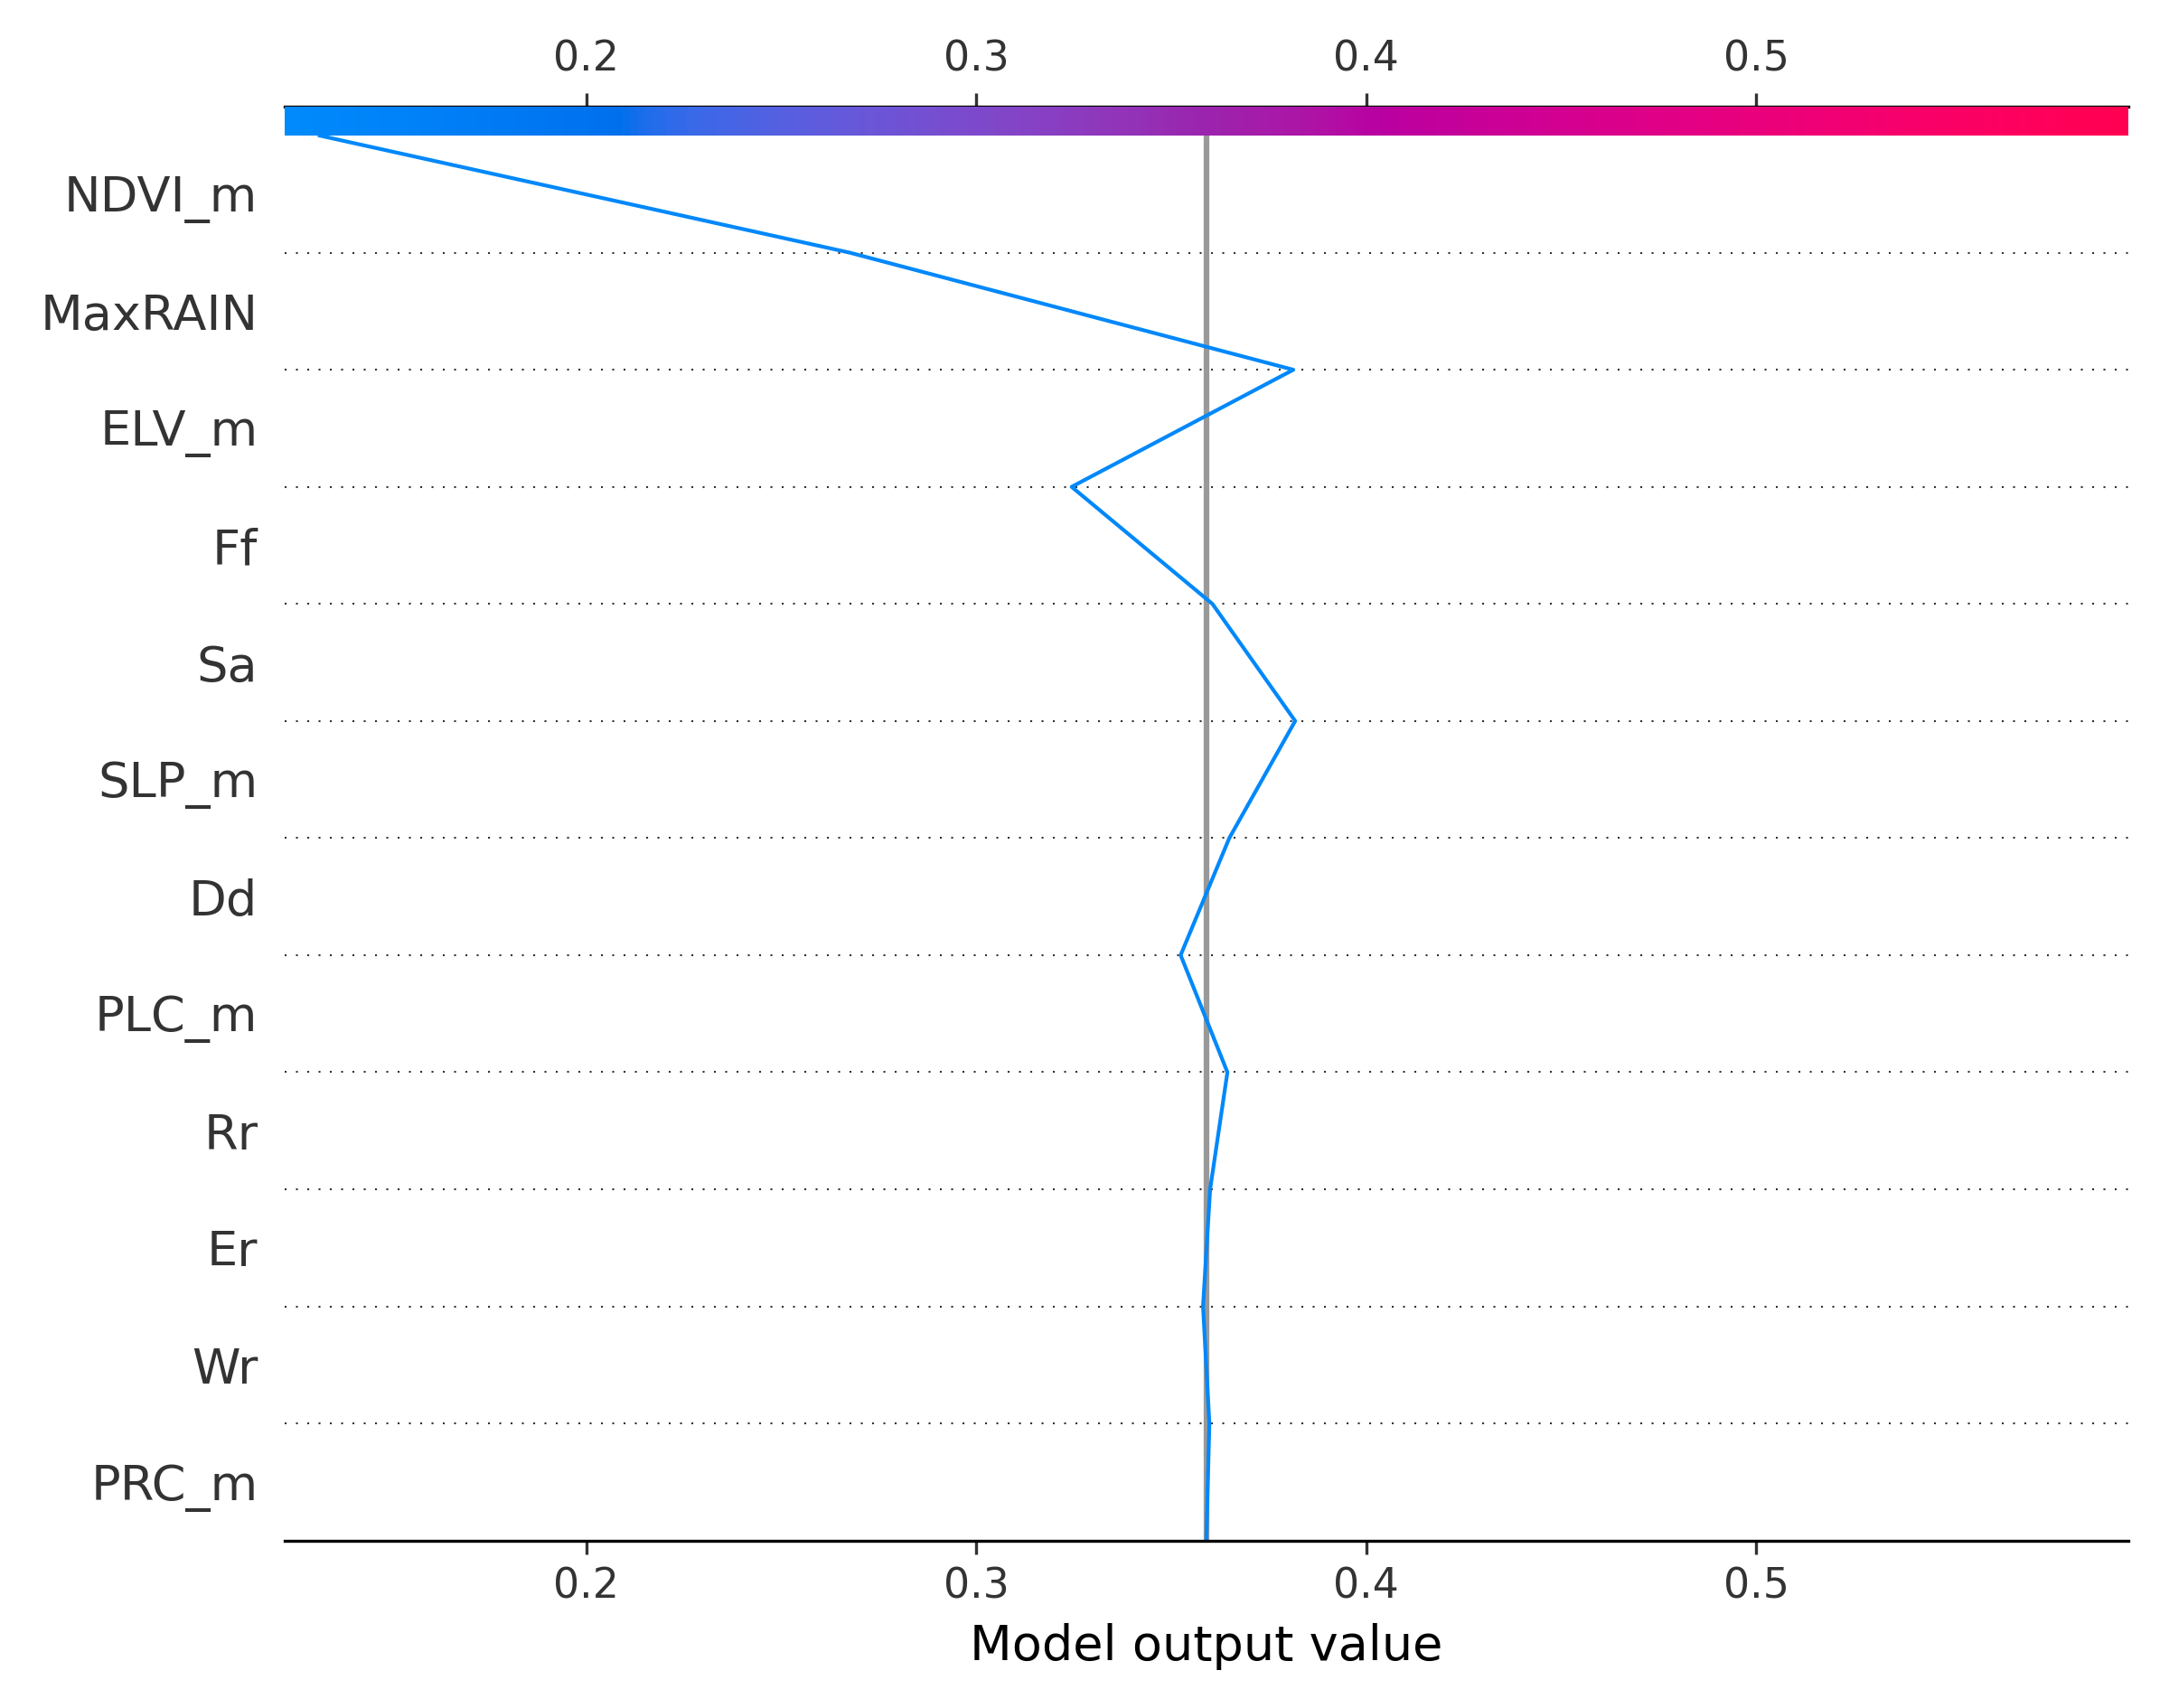 0.2 0.3 0.4 0.5
NDVI_m
MaxRAIN
ELV_m
Ff
Sa
SLP_m
Dd
PLC_m
Rr
Er
Wr
PRC_m
0.2 0.3 0.4 0.5
Model output value